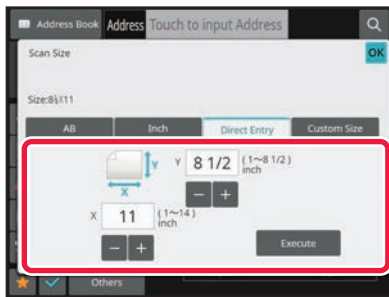 Address Book Address Touch to input Address
Scan Size
OK
Size:8½X11
AB Inch Direct Entry Custom Size
Y
Y 8 1/2 (1~8 1/2)
inch
X
X 11 (1~14)
inch
Execute
Others